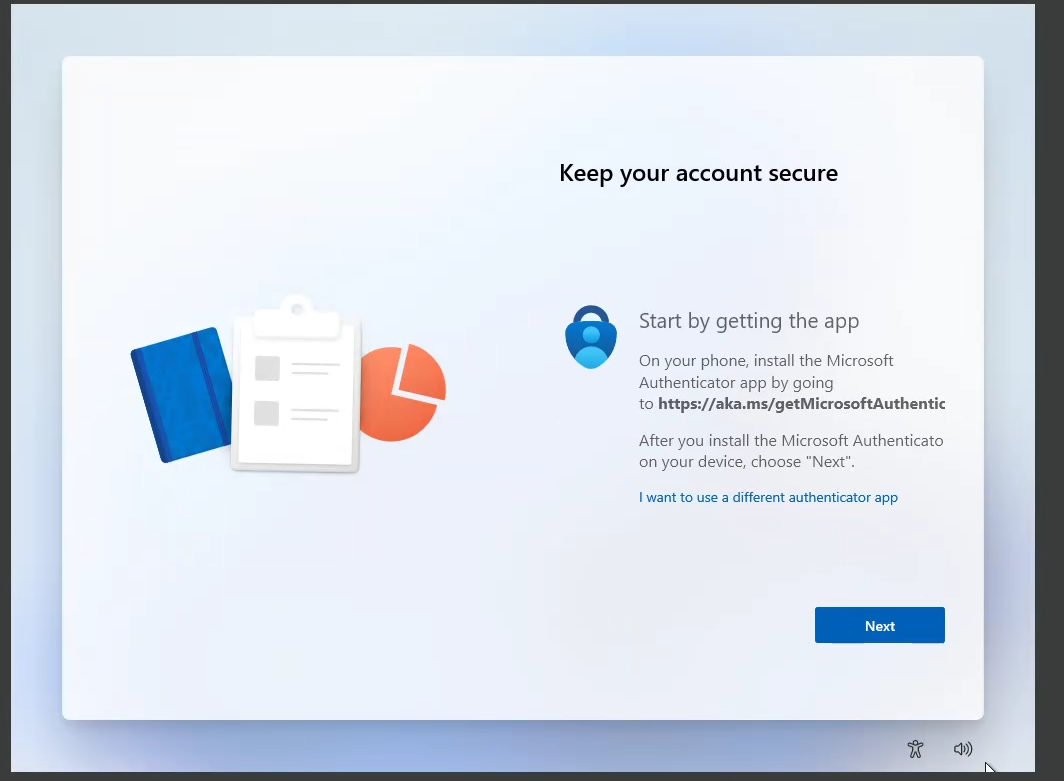 Keep your account secure
Start by getting the app
On your phone, install the Microsoft
Authenticator app by going
to https://aka.ms/getMicrosoftAuthentic
After you install the Microsoft Authenticato
on your device, choose "Next".
I want to use a different authenticator app
Next